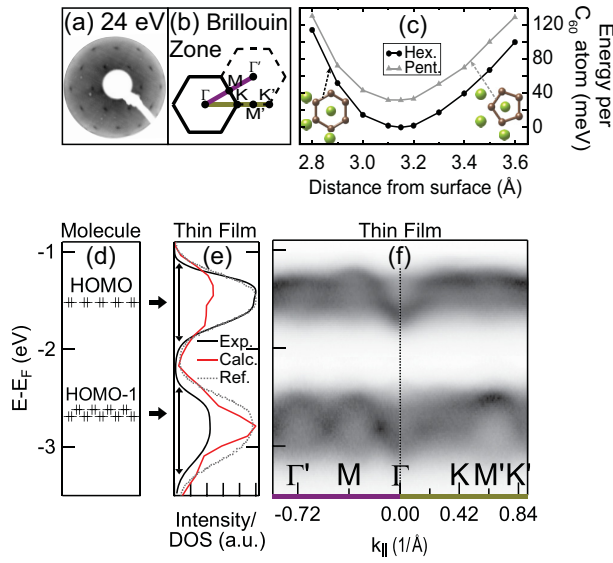 (a) 24 eV
(b) Brillouin
Zone
Γ'
M
Γ
K
K'
M'
(c)
Hex.
Pent.
120
80
40
0
Energy per
C60 atom (meV)
2.8 3.0 3.2 3.4 3.6
Distance from surface (Å)
Molecule
Thin Film
Thin Film
(d)
(e)
(f)
-1
-2
-3
E-EF (eV)
HOMO
HOMO-1
Exp.
Calc.
Ref.
Intensity/
DOS (a.u.)
Γ' M Γ K M' K'
-0.72 0.00 0.42 0.84
k|| (1/Å)